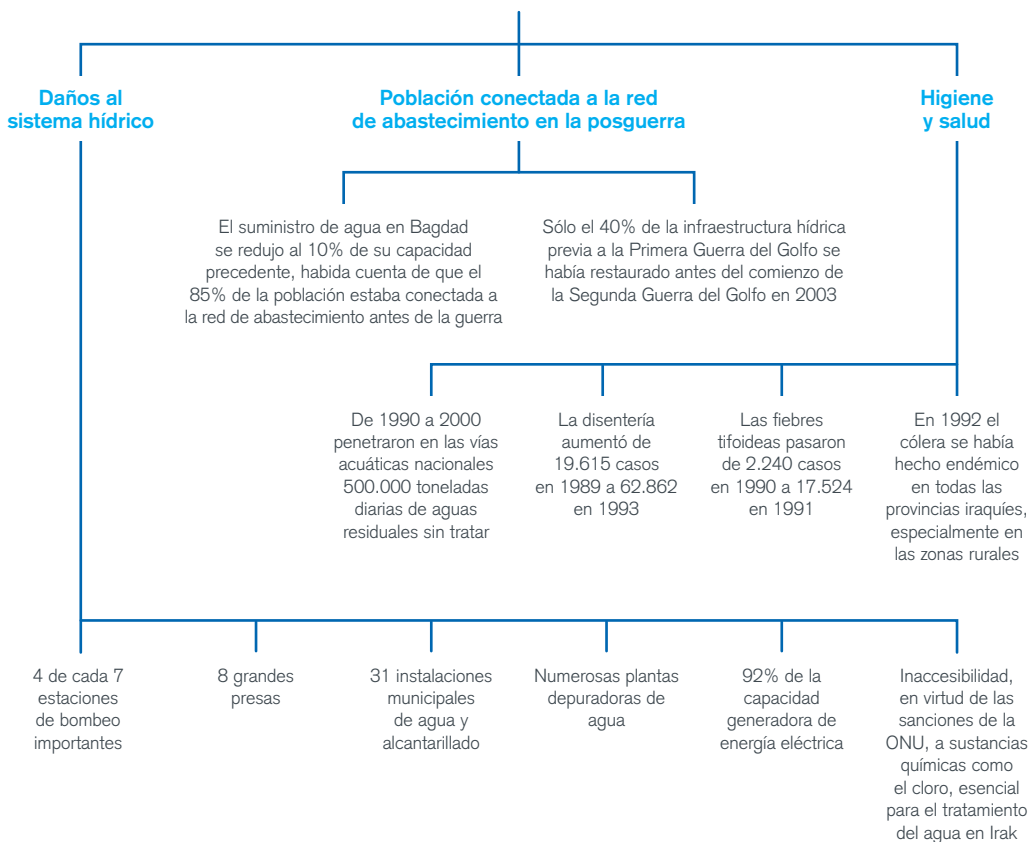 Daños al
sistema hídrico
Población conectada a la red
de abastecimiento en la posguerra
Higiene
y salud
El suministro de agua en Bagdad
se redujo al 10% de su capacidad
precedente, habida cuenta de que el
85% de la población estaba conectada a
la red de abastecimiento antes de la guerra
Sólo el 40% de la infraestructura hídrica
previa a la Primera Guerra del Golfo se
había restaurado antes del comienzo de
la Segunda Guerra del Golfo en 2003
De 1990 a 2000
penetraron en las vías
acuáticas nacionales
500.000 toneladas
diarias de aguas
residuales sin tratar
La disentería
aumentó de
19.615 casos
en 1989 a 62.862
en 1993
Las fiebres
tifoideas pasaron
de 2.240 casos
en 1990 a 17.524
en 1991
En 1992 el
cólera se había
hecho endémico
en todas las
provincias iraquíes,
especialmente en
las zonas rurales
4 de cada 7
estaciones
de bombeo
importantes
8 grandes
presas
31 instalaciones
municipales
de agua y
alcantarillado
Numerosas plantas
depuradoras de
agua
92% de la
capacidad
generadora de
energía eléctrica
Inaccesibilidad,
en virtud de las
sanciones de la
ONU, a sustancias
químicas como
el cloro, esencial
para el tratamiento
del agua en Irak